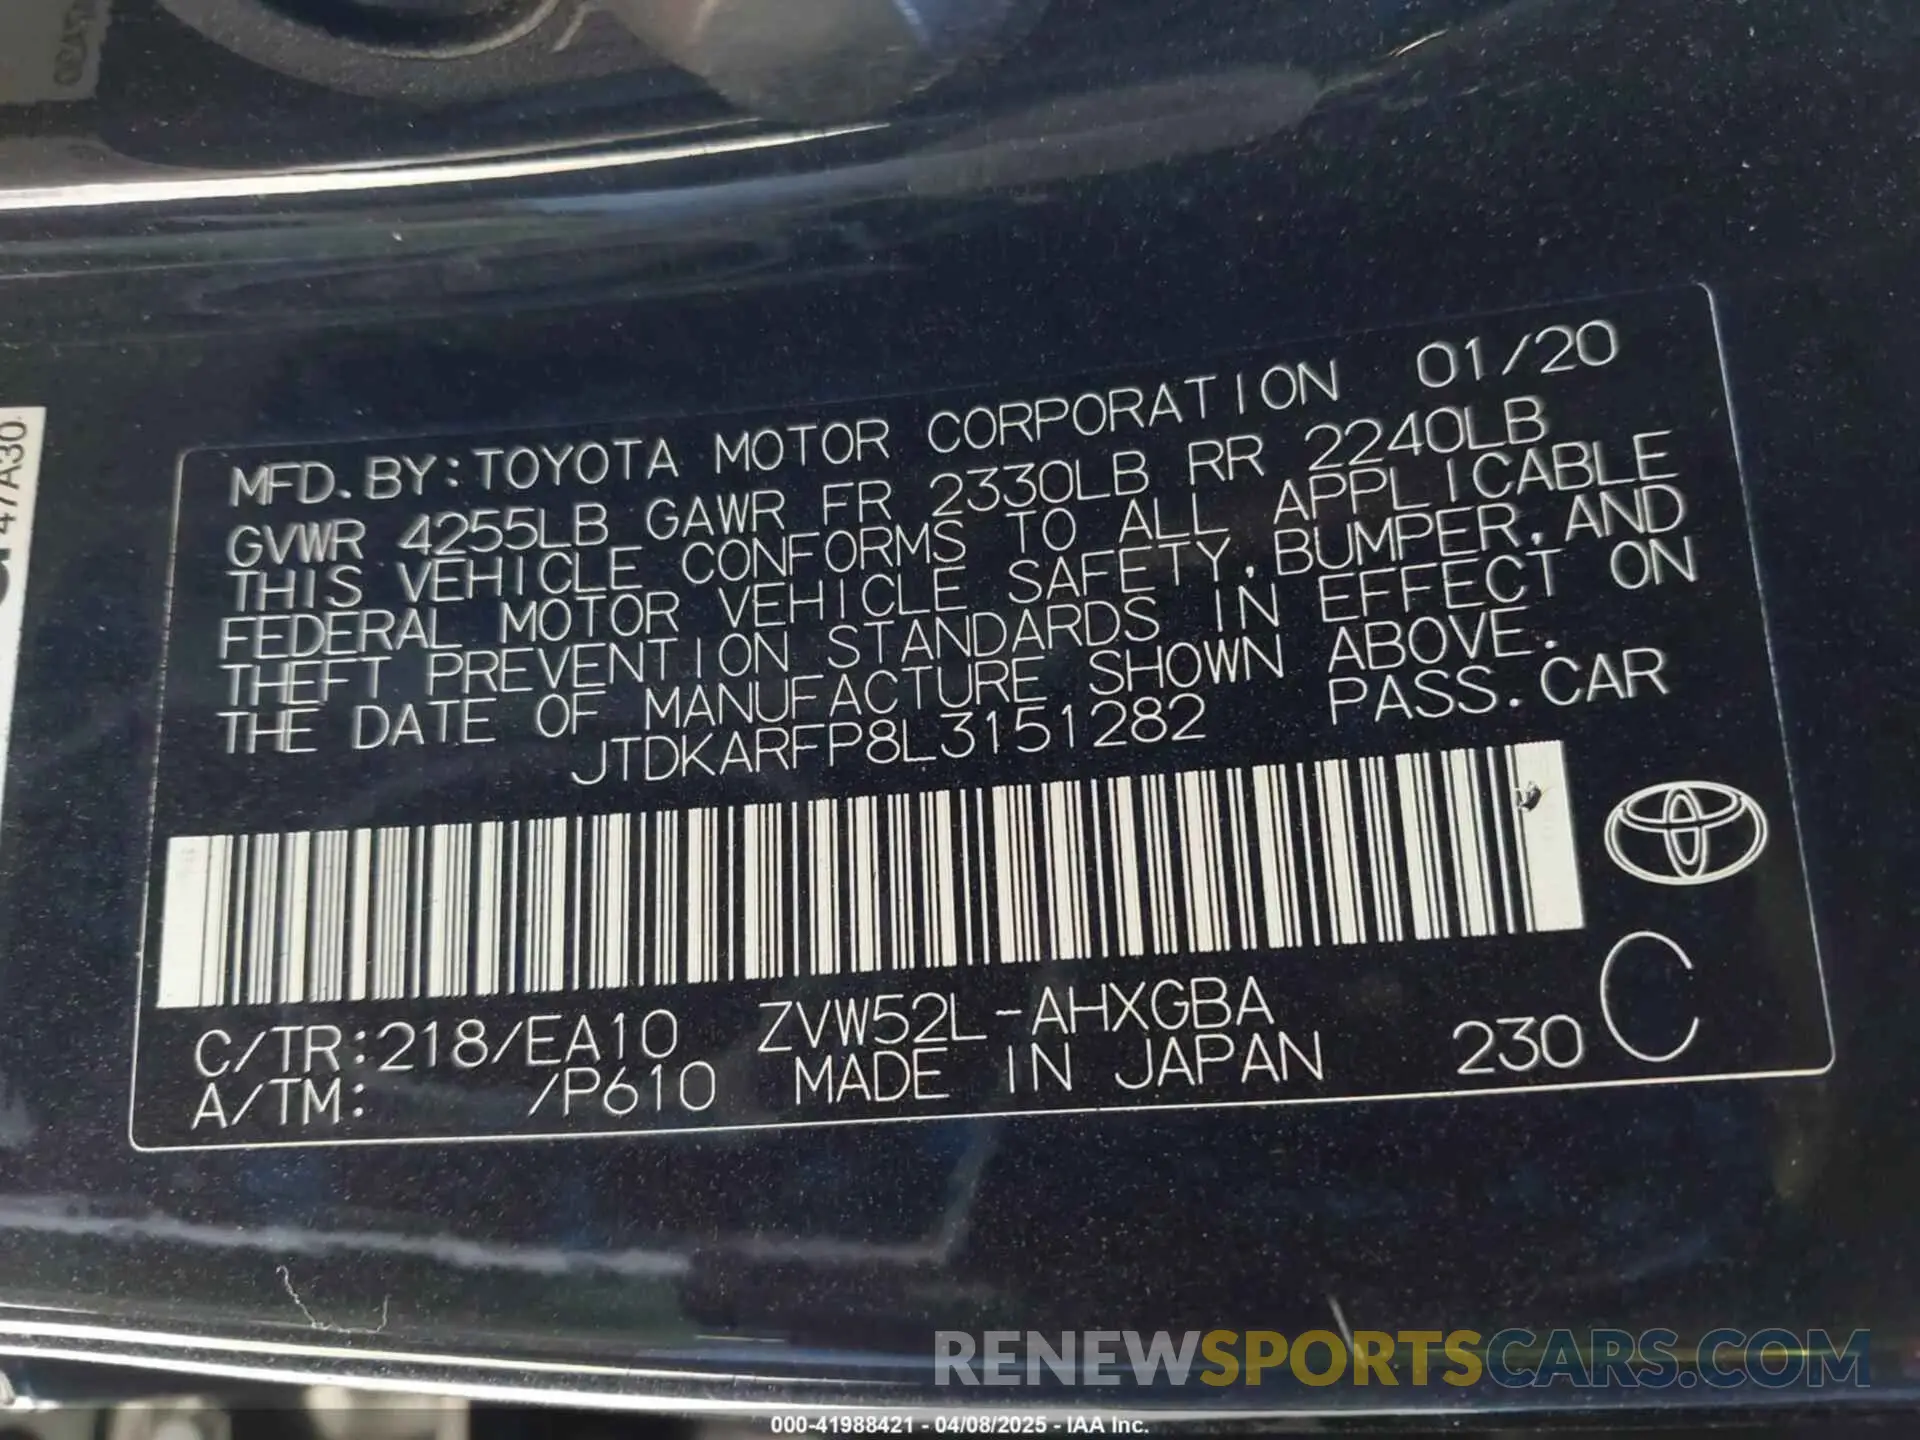 47A30
MFD. BY: TOYOTA MOTOR CORPORATION 01/20
GVWR 4255LB GAWR FR 2330LB RR 2240LB
THIS VEHICLE CONFORMS TO ALL APPLICABLE
FEDERAL MOTOR VEHICLE SAFETY, BUMPER, AND
THEFT PREVENTION STANDARDS IN EFFECT ON
THE DATE OF MANUFACTURE SHOWN ABOVE.
JTDKARFP8L3151282 PASS. CAR
C/TR:218/EA10 ZVW52L-AHXGBA
A/TM: /P610 MADE IN JAPAN 230 C
RENEWSPORTSCARS.COM
000-41988421 - 04/08/2025 - IAA Inc.